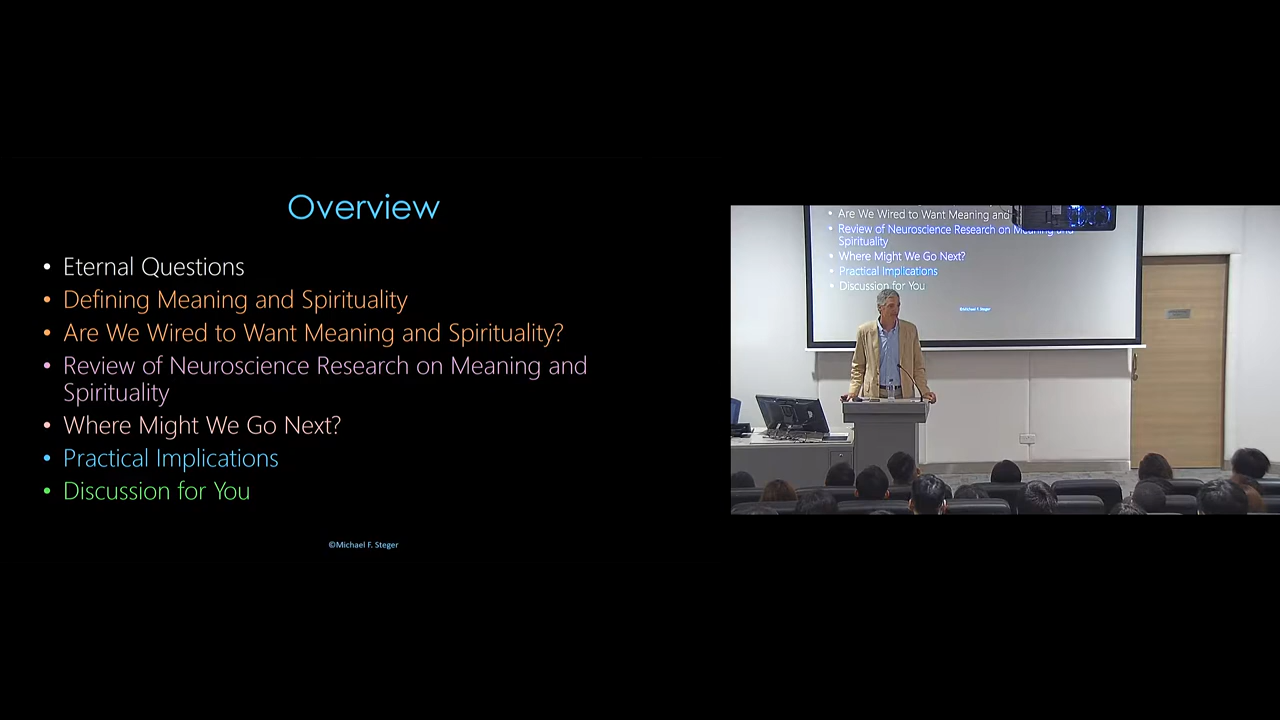 Overview
• Eternal Questions
• Defining Meaning and Spirituality
• Are We Wired to Want Meaning and Spirituality?
• Review of Neuroscience Research on Meaning and
Spirituality
• Where Might We Go Next?
• Practical Implications
• Discussion for You
©Michael F. Steger
• Are We Wired to Want Meaning and
• Review of Neuroscience Research on Meaning and
Spirituality
• Where Might We Go Next?
• Practical Implications
• Discussion for You
©Michael F. Steger